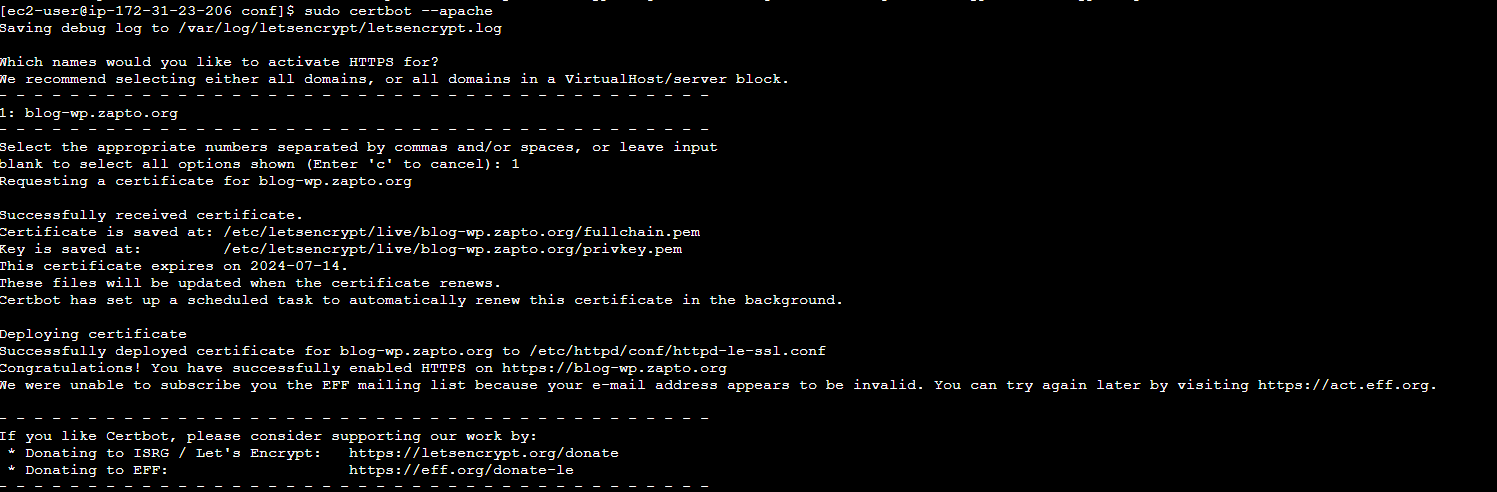 [ec2-user@ip-172-31-23-206 conf]$ sudo certbot --apache
Saving debug log to /var/log/letsencrypt/letsencrypt.log
Which names would you like to activate HTTPS for?
We recommend selecting either all domains, or all domains in a VirtualHost/server block.
- - - - - - - - - - - - - - - - - - - - - - - - - - - - - - - - - - - - - - - -
1: blog-wp.zapto.org
- - - - - - - - - - - - - - - - - - - - - - - - - - - - - - - - - - - - - - - -
Select the appropriate numbers separated by commas and/or spaces, or leave input
blank to select all options shown (Enter 'c' to cancel): 1
Requesting a certificate for blog-wp.zapto.org
Successfully received certificate.
Certificate is saved at: /etc/letsencrypt/live/blog-wp.zapto.org/fullchain.pem
Key is saved at:         /etc/letsencrypt/live/blog-wp.zapto.org/privkey.pem
This certificate expires on 2024-07-14.
These files will be updated when the certificate renews.
Certbot has set up a scheduled task to automatically renew this certificate in the background.
Deploying certificate
Successfully deployed certificate for blog-wp.zapto.org to /etc/httpd/conf/httpd-le-ssl.conf
Congratulations! You have successfully enabled HTTPS on https://blog-wp.zapto.org
We were unable to subscribe you the EFF mailing list because your e-mail address appears to be invalid. You can try again later by visiting https://act.eff.org.
- - - - - - - - - - - - - - - - - - - - - - - - - - - - - - - - - - - - - - - -
If you like Certbot, please consider supporting our work by:
 * Donating to ISRG / Let's Encrypt:   https://letsencrypt.org/donate
 * Donating to EFF:                    https://eff.org/donate-le
- - - - - - - - - - - - - - - - - - - - - - - - - - - - - - - - - - - - - - - -